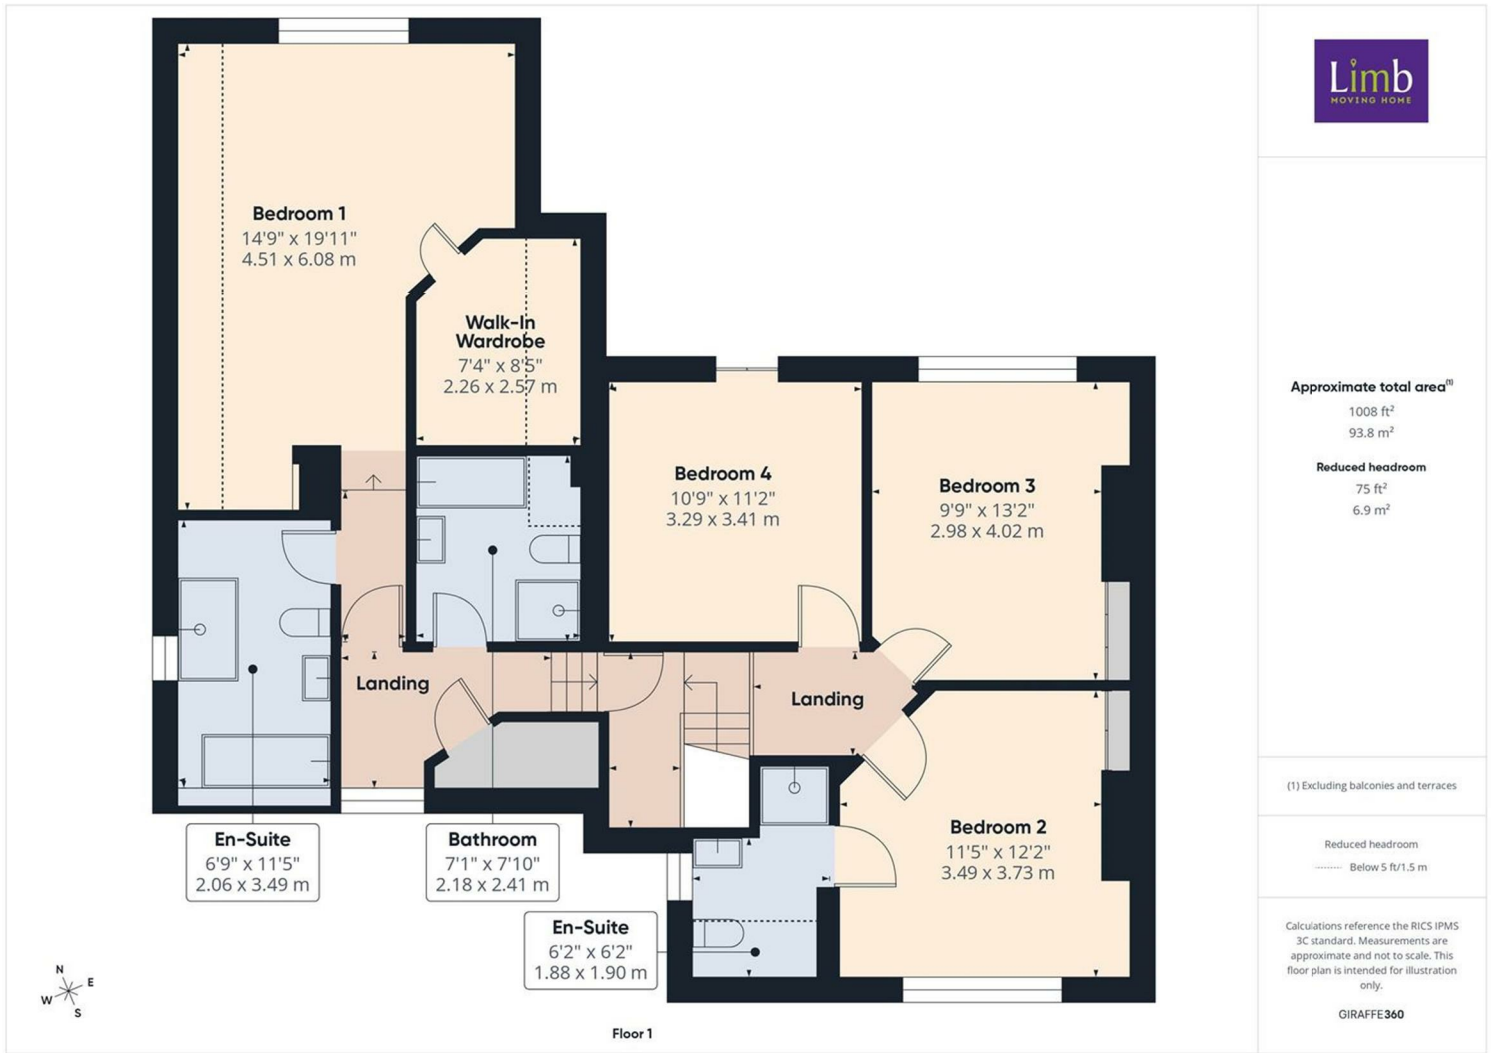 Bedroom 1
14'9" x 19'11"
4.51 x 6.08 m
Walk-In
Wardrobe
7'4" x 8'5"
2.26 x 2.57 m
Bedroom 4
10'9" x 11'2"
3.29 x 3.41 m
Bedroom 3
9'9" x 13'2"
2.98 x 4.02 m
Landing
Landing
En-Suite
6'9" x 11'5"
2.06 x 3.49 m
Bathroom
7'1" x 7'10"
2.18 x 2.41 m
Bedroom 2
11'5" x 12'2"
3.49 x 3.73 m
En-Suite
6'2" x 6'2"
1.88 x 1.90 m
N
E
W
S
Floor 1
Limb
MOVING HOME
Approximate total area(1)
1008 ft²
93.8 m²
Reduced headroom
75 ft²
6.9 m²
(1) Excluding balconies and terraces
Reduced headroom
Below 5 ft/1.5 m
Calculations reference the RICS IPMS
3C standard. Measurements are
approximate and not to scale. This
floor plan is intended for illustration
only.
GIRAFFE360